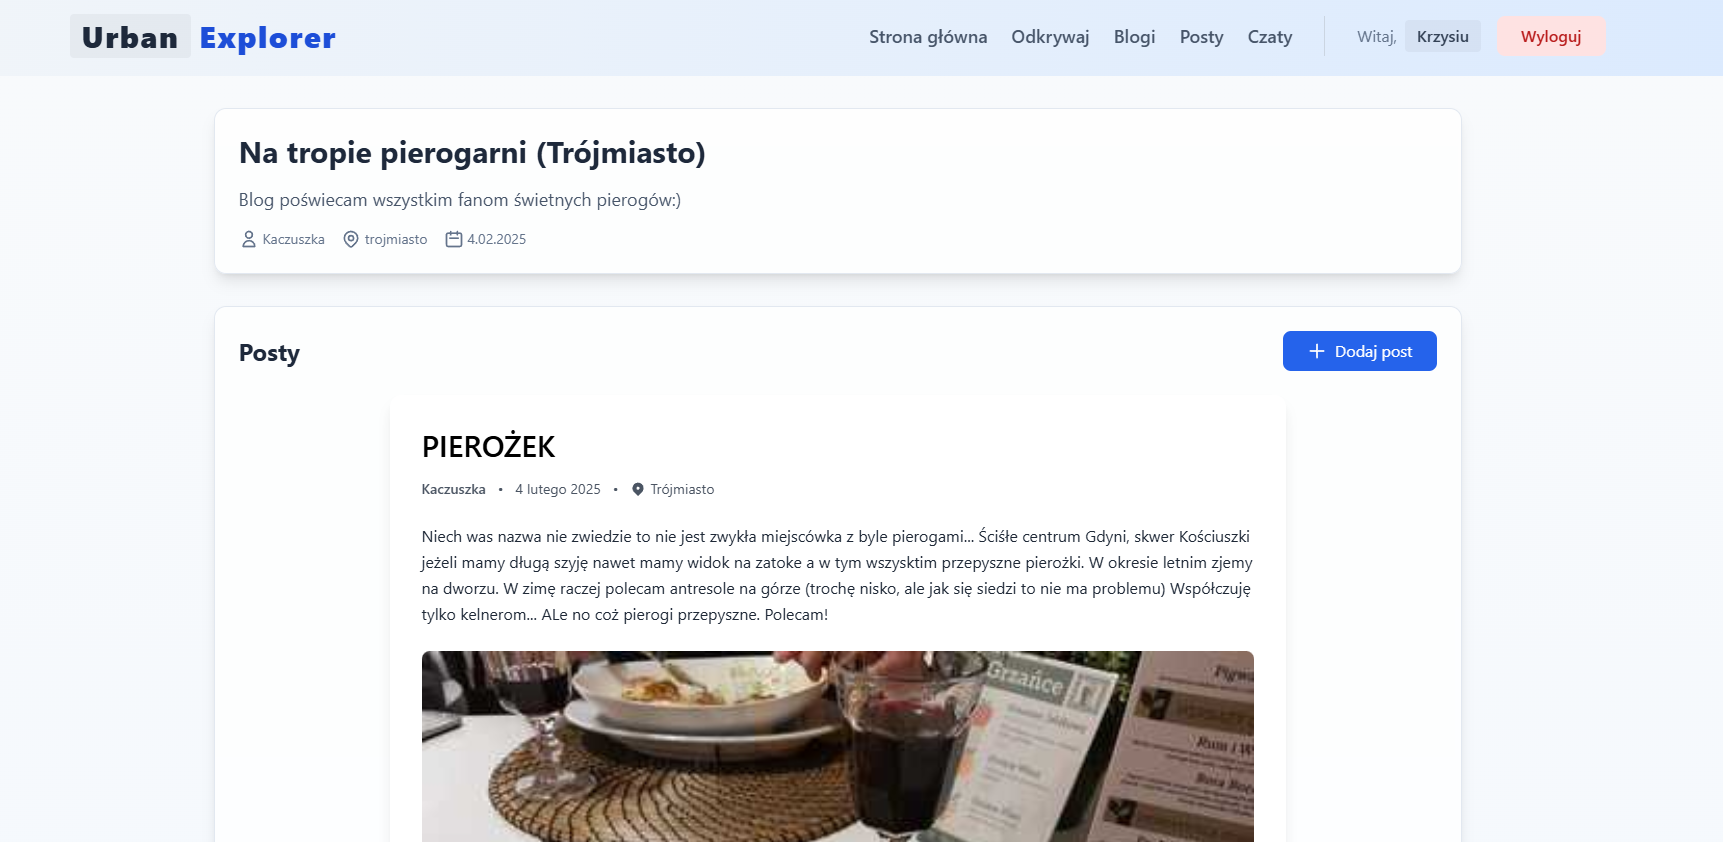 Urban Explorer
Strona główna Odkrywaj Blogi Posty Czaty Witaj, Krzysiu Wyloguj
Na tropie pierogarni (Trójmiasto)
Blog poświecam wszystkim fanom świetnych pierogów:)
Kaczuszka trojmiasto 4.02.2025
Posty
Dodaj post
PIEROŻEK
Kaczuszka • 4 lutego 2025 • Trójmiasto
Niech was nazwa nie zwiedzie to nie jest zwykła miejscówka z byle pierogami... Ściśłe centrum Gdyni, skwer Kościuszki
jeżeli mamy długą szyję nawet mamy widok na zatoke a w tym wszysktim przepyszne pierożki. W okresie letnim zjemy
na dworzu. W zimę raczej polecam antresole na górze (trochę nisko, ale jak się siedzi to nie ma problemu) Współczuję
tylko kelnerom... ALe no coż pierogi przepyszne. Polecam!
Grzańce